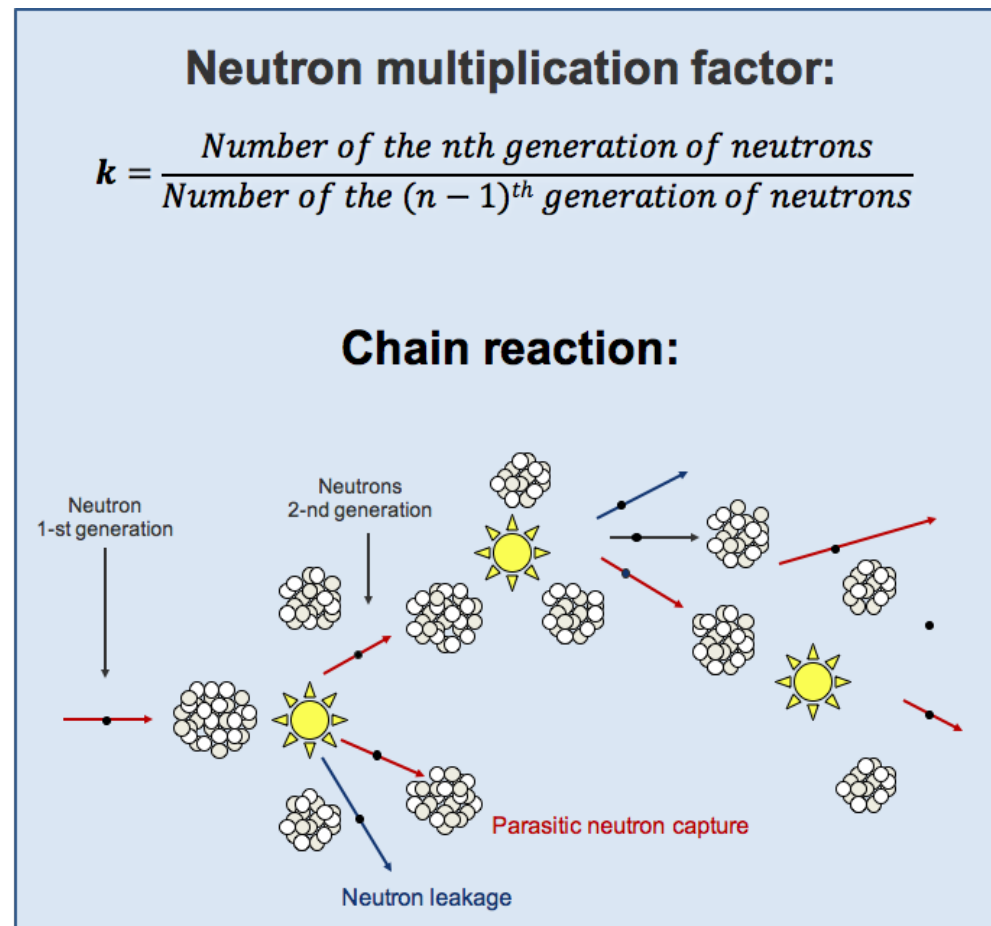 Neutron multiplication factor:
k = Number of the nth generation of neutrons / Number of the (n − 1)^th generation of neutrons
Chain reaction:
Neutron
1-st generation
Neutrons
2-nd generation
Parasitic neutron capture
Neutron leakage